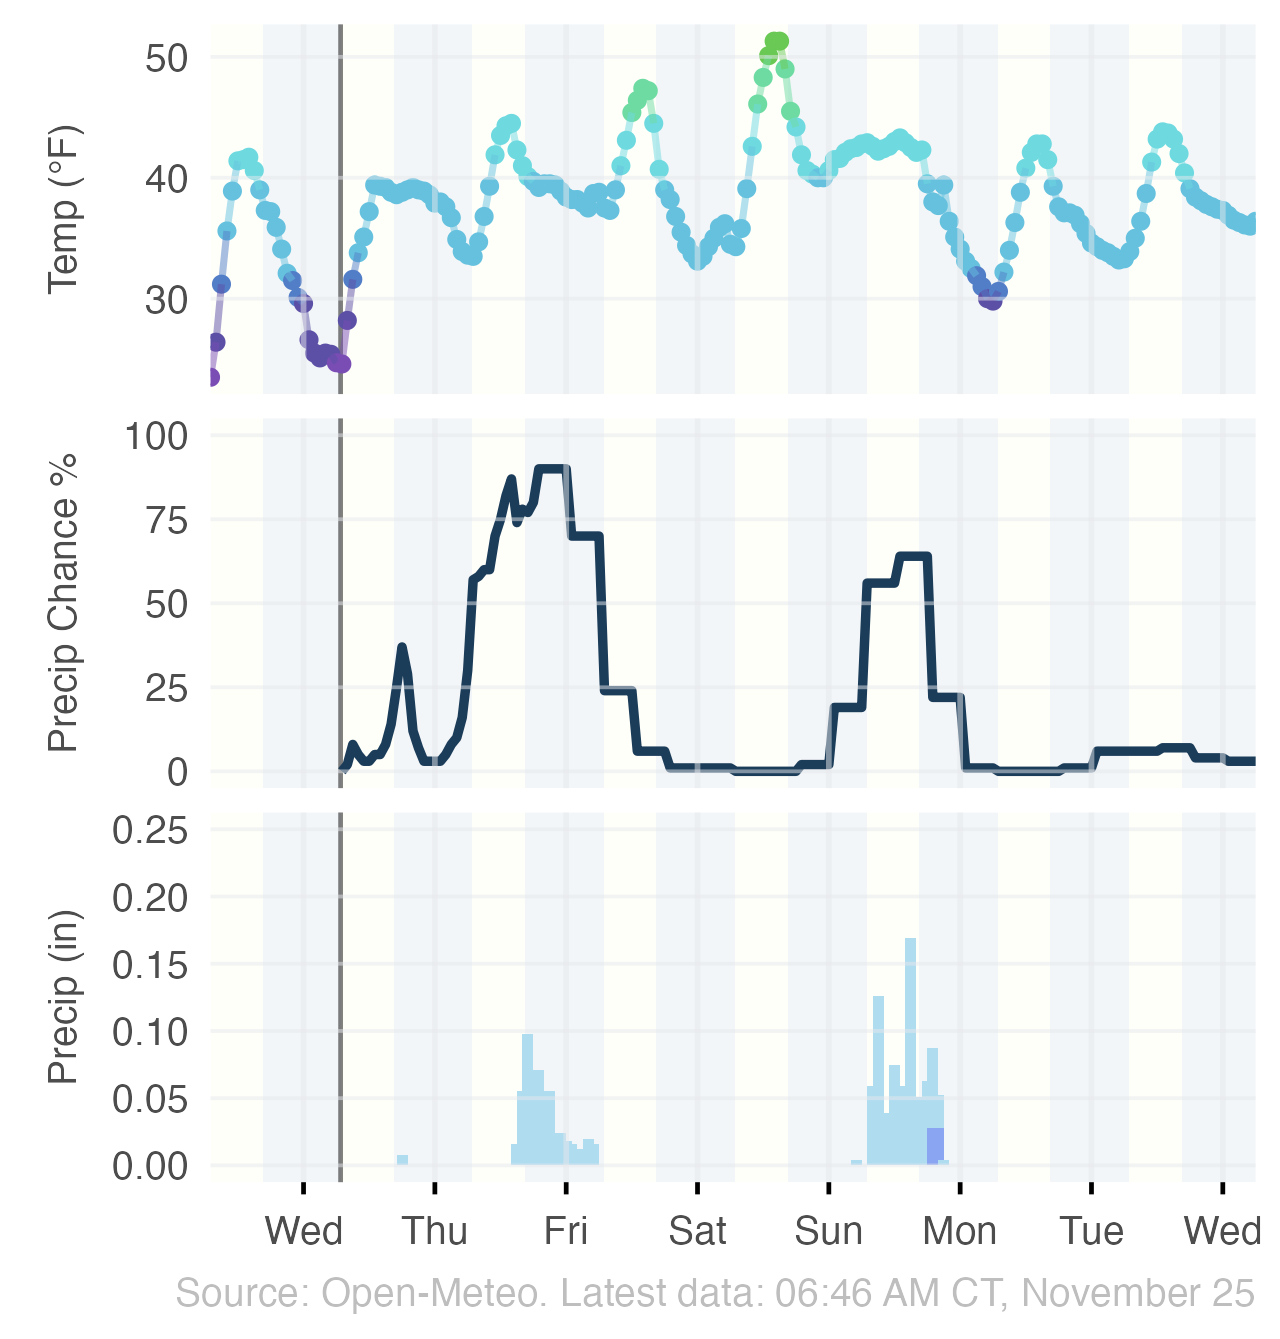 Temp (°F)
50
40
30
Precip Chance %
100
75
50
25
0
Precip (in)
0.25
0.20
0.15
0.10
0.05
0.00
Wed Thu Fri Sat Sun Mon Tue Wed
Source: Open-Meteo. Latest data: 06:46 AM CT, November 25